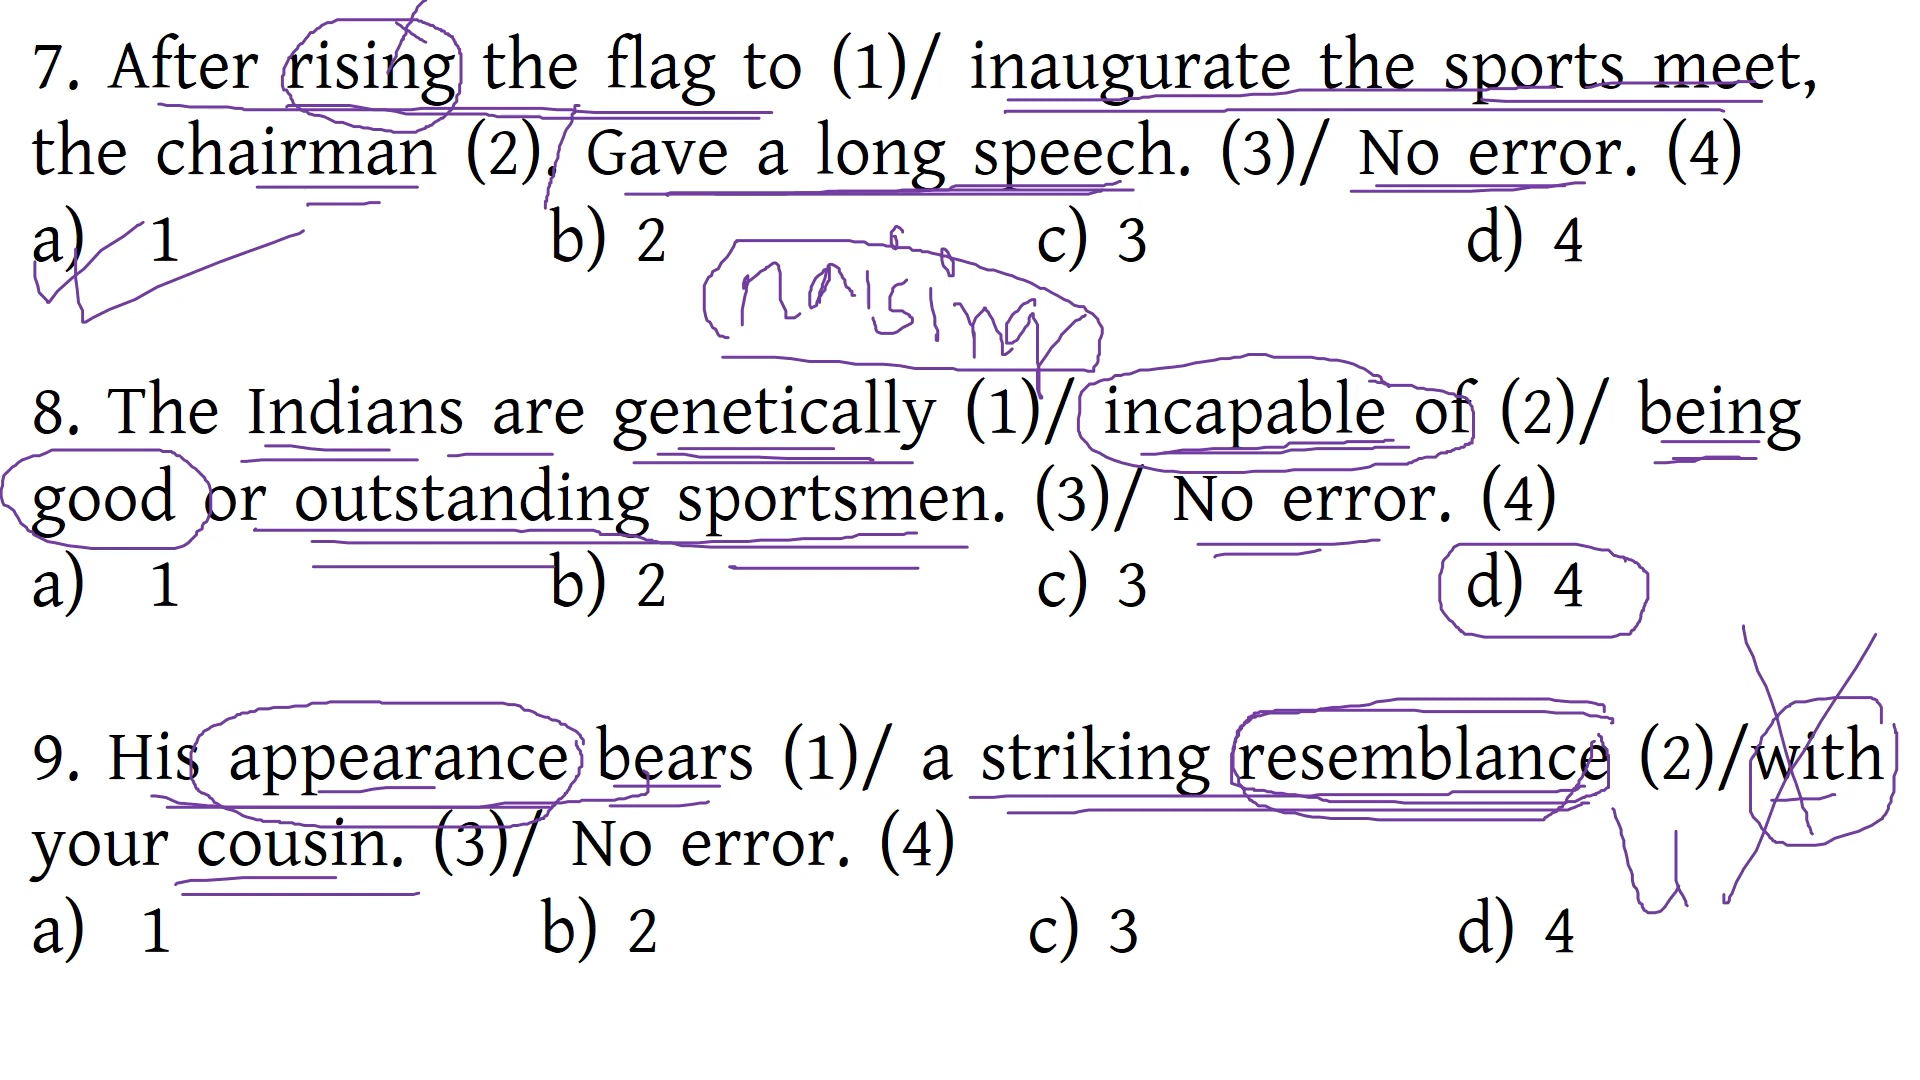 7. After rising the flag to (1)/ inaugurate the sports meet,
the chairman (2)/ Gave a long speech. (3)/ No error. (4)
a) 1 b) 2 c) 3 d) 4
raising
8. The Indians are genetically (1)/ incapable of (2)/ being
good or outstanding sportsmen. (3)/ No error. (4)
a) 1 b) 2 c) 3 d) 4
9. His appearance bears (1)/ a striking resemblance (2)/with
your cousin. (3)/ No error. (4)
a) 1 b) 2 c) 3 d) 4